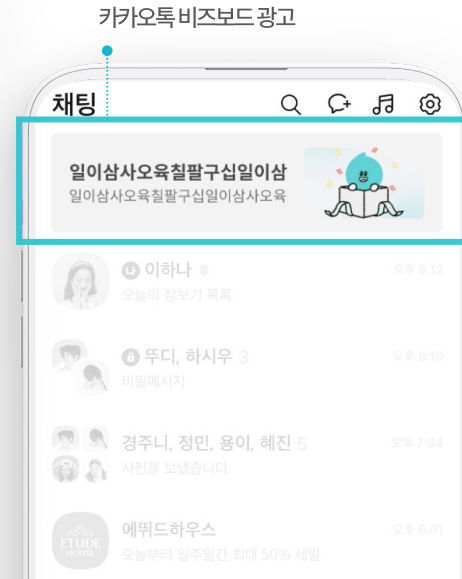 카카오톡 비즈보드 광고
채팅
일이삼사오육칠팔구십일이삼
일이삼사오육칠팔구십일이삼사오육
나 이하나
오후 9:12
오늘의 장보기 목록
뚜디, 하시우 3
오후 8:10
비밀메시지
경주니, 정민, 용이, 혜진 5
오후 7:34
사진을 보냈습니다.
ETUDE
HOUSE
에뛰드하우스
오후 6:01
오늘부터 일주일간 최대 50% 세일